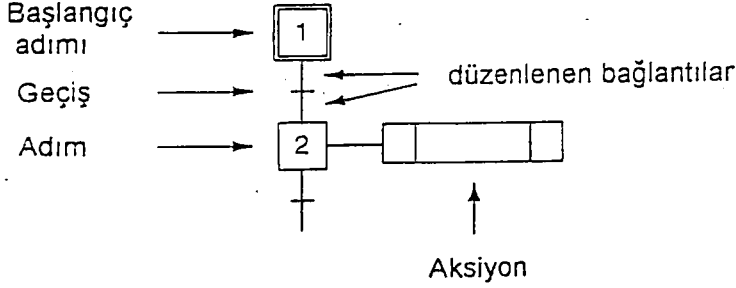 Başlangıç
adımı
1
düzenlenen bağlantılar
Geçiş
Adım
2
Aksiyon